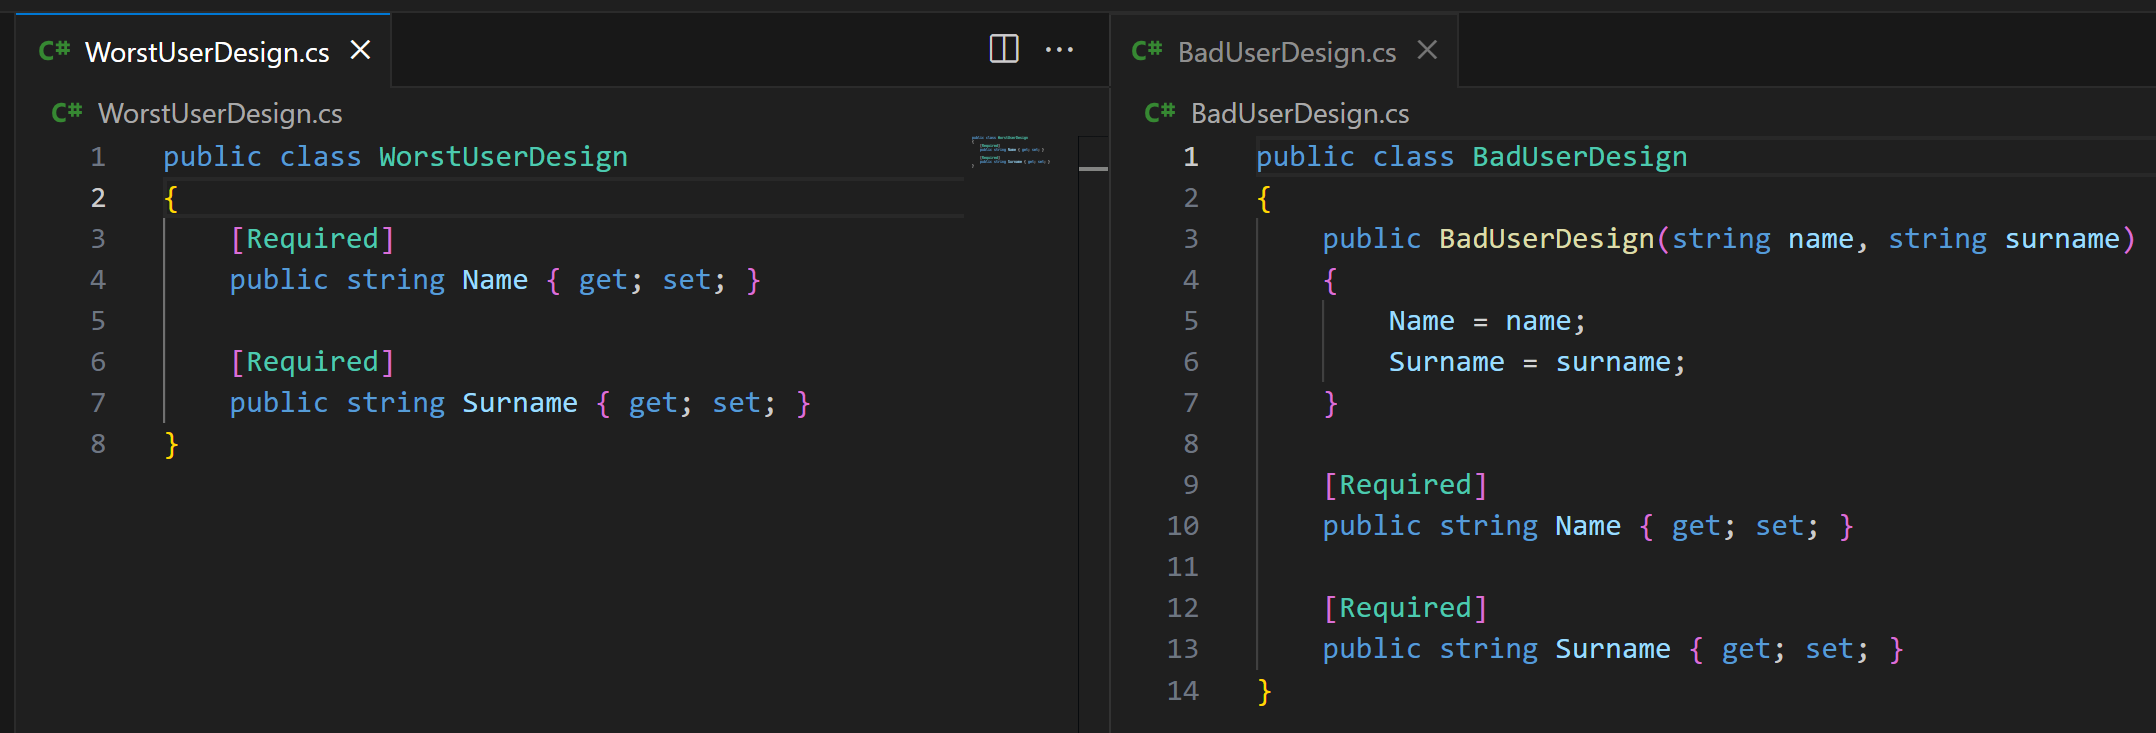 C# WorstUserDesign.cs
C# WorstUserDesign.cs
1 public class WorstUserDesign
2 {
3     [Required]
4     public string Name { get; set; }
5
6     [Required]
7     public string Surname { get; set; }
8 }
C# BadUserDesign.cs
C# BadUserDesign.cs
1 public class BadUserDesign
2 {
3     public BadUserDesign(string name, string surname)
4     {
5         Name = name;
6         Surname = surname;
7     }
8
9     [Required]
10     public string Name { get; set; }
11
12     [Required]
13     public string Surname { get; set; }
14 }